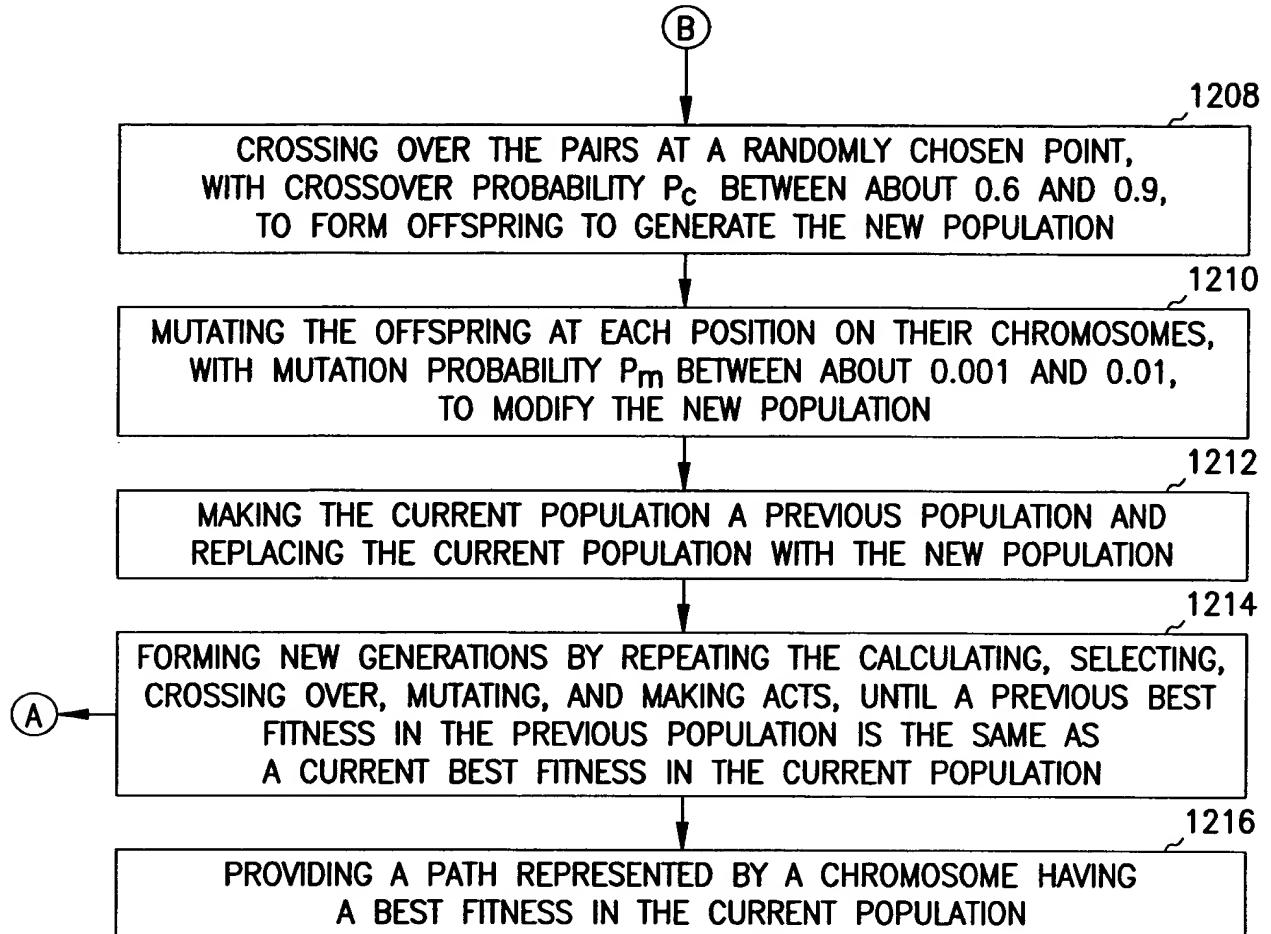 B
1208
CROSSING OVER THE PAIRS AT A RANDOMLY CHOSEN POINT,
WITH CROSSOVER PROBABILITY Pc BETWEEN ABOUT 0.6 AND 0.9,
TO FORM OFFSPRING TO GENERATE THE NEW POPULATION
1210
MUTATING THE OFFSPRING AT EACH POSITION ON THEIR CHROMOSOMES,
WITH MUTATION PROBABILITY Pm BETWEEN ABOUT 0.001 AND 0.01,
TO MODIFY THE NEW POPULATION
1212
MAKING THE CURRENT POPULATION A PREVIOUS POPULATION AND
REPLACING THE CURRENT POPULATION WITH THE NEW POPULATION
1214
FORMING NEW GENERATIONS BY REPEATING THE CALCULATING, SELECTING,
CROSSING OVER, MUTATING, AND MAKING ACTS, UNTIL A PREVIOUS BEST
FITNESS IN THE PREVIOUS POPULATION IS THE SAME AS
A CURRENT BEST FITNESS IN THE CURRENT POPULATION
A
1216
PROVIDING A PATH REPRESENTED BY A CHROMOSOME HAVING
A BEST FITNESS IN THE CURRENT POPULATION